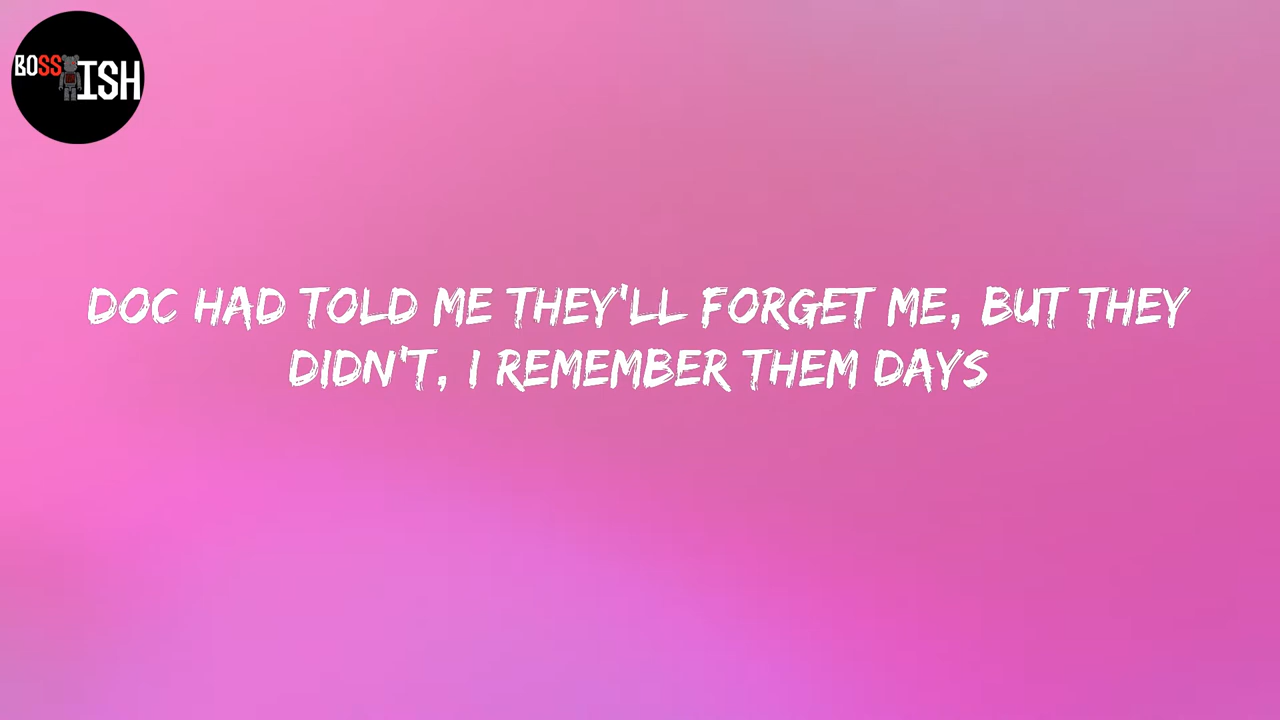 BOSS ISH
DOC HAD TOLD ME THEY'LL FORGET ME, BUT THEY
DIDN'T, I REMEMBER THEM DAYS